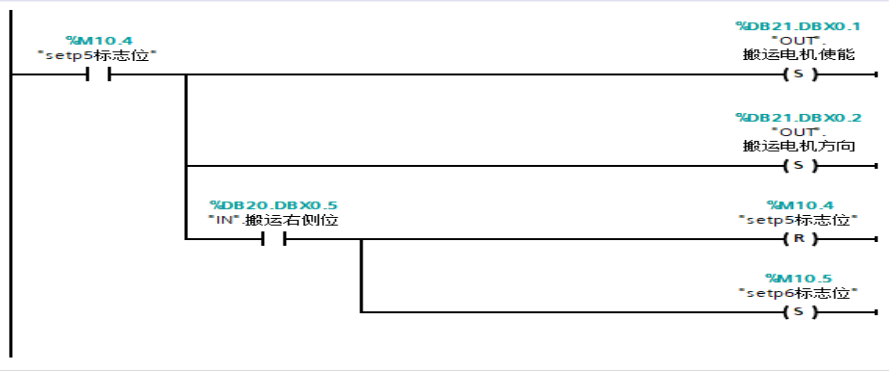 %M10.4
"setp5标志位"
%DB21.DBX0.1
"OUT".
搬运电机使能
S
%DB21.DBX0.2
"OUT".
搬运电机方向
S
%DB20.DBX0.5
"IN".搬运右侧位
%M10.4
"setp5标志位"
R
%M10.5
"setp6标志位"
S